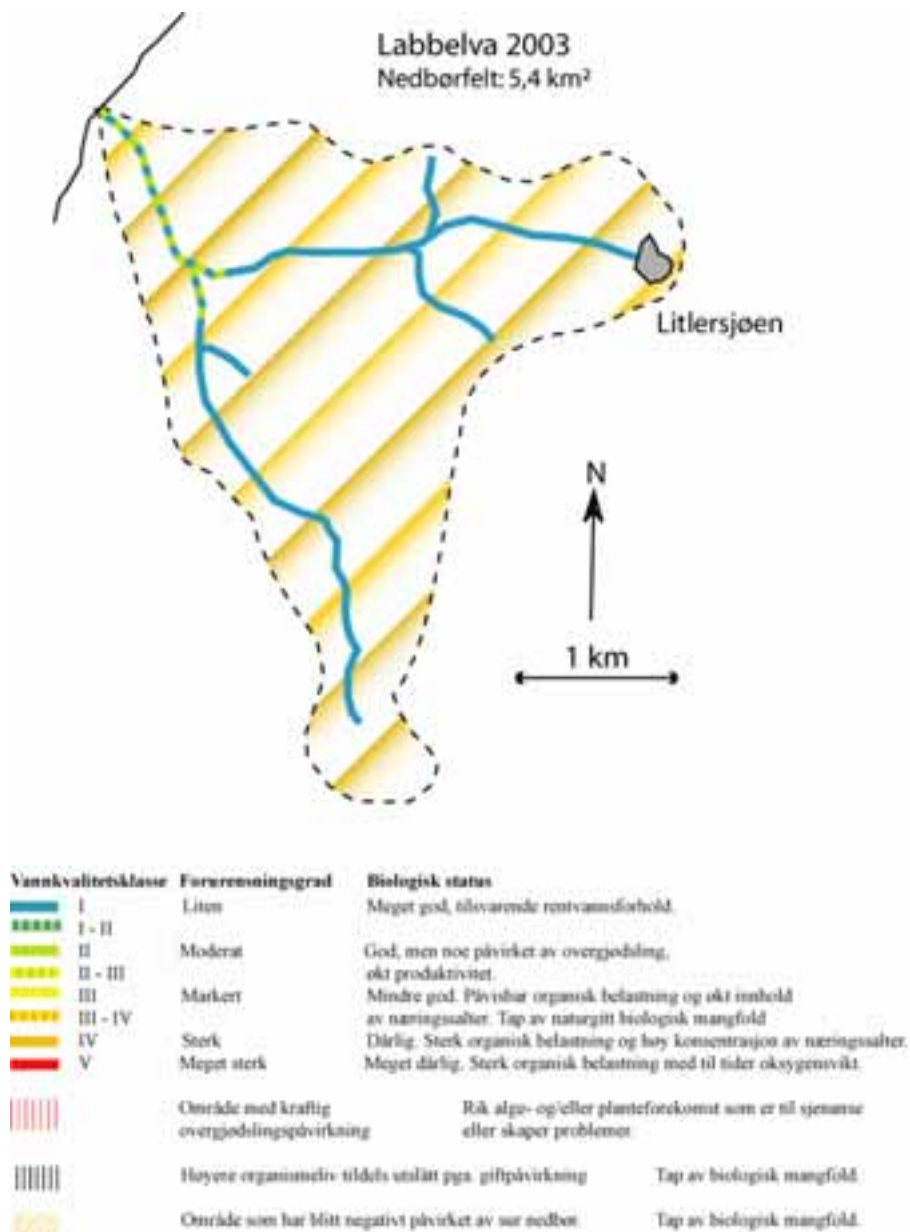 Labbelva 2003
Nedbørfelt: 5,4 km²
Litlersjøen
N
1 km
Vannkvalitetsklasse Forurensningsgrad Biologisk status
I Liten Meget god, tilsvarende rentvannsforhold.
I - II
II Moderat God, men noe påvirket av overgjødsling,
II - III økt produktivitet.
III Markert Mindre god. Påvisbar organisk belastning og økt innhold
III - IV av næringssalter. Tap av naturgitt biologisk mangfold
IV Sterk Dårlig. Sterk organisk belastning og høy konsentrasjon av næringssalter.
V Meget sterk Meget dårlig. Sterk organisk belastning med til tider oksygensvikt.
Område med kraftig Rik alge- og/eller planteforekomst som er til sjenanse
overgjødslingspåvirkning eller skaper problemer.
Høyere organismeliv tildels utslått pga. giftpåvirkning Tap av biologisk mangfold.
Område som har blitt negativt påvirket av sur nedbør. Tap av biologisk mangfold.